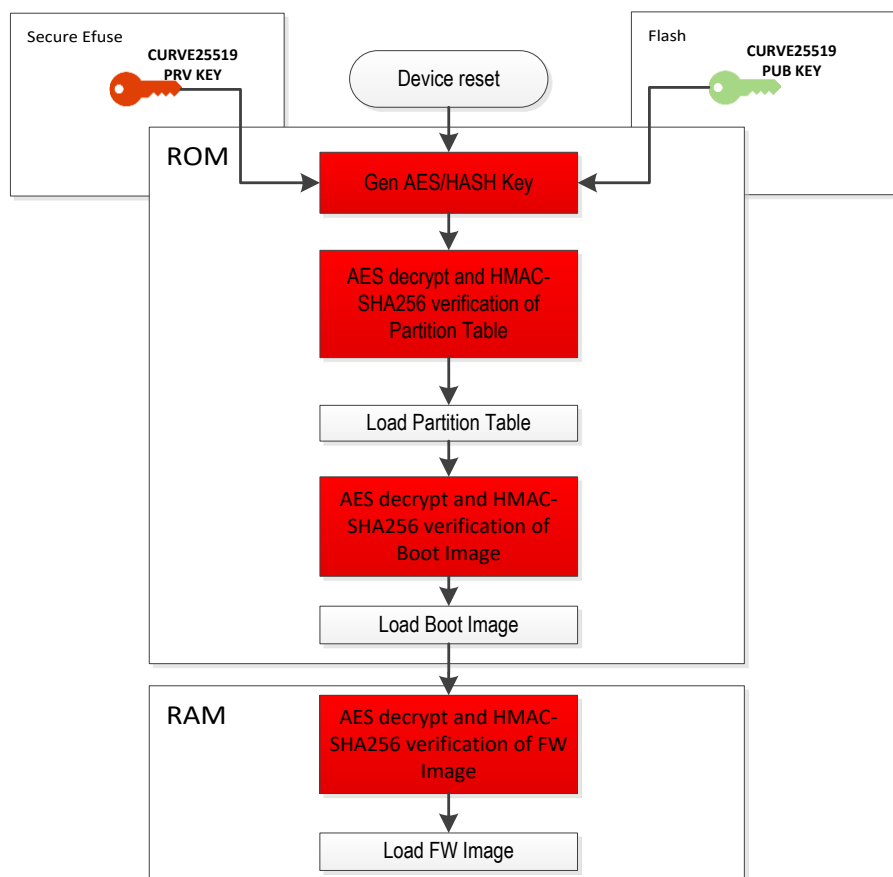 Secure Efuse
CURVE25519
PRV KEY
Device reset
Flash
CURVE25519
PUB KEY
ROM
Gen AES/HASH Key
AES decrypt and HMAC-
SHA256 verification of
Partition Table
Load Partition Table
AES decrypt and HMAC-
SHA256 verification of
Boot Image
Load Boot Image
RAM
AES decrypt and HMAC-
SHA256 verification of FW
Image
Load FW Image